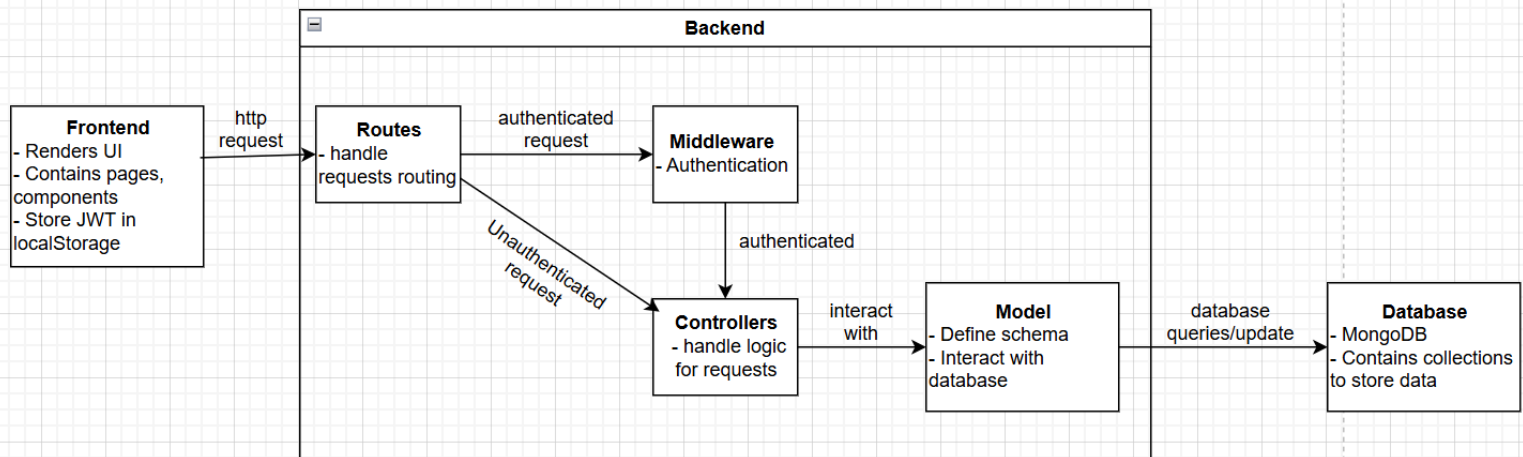 Backend
Frontend
- Renders UI
- Contains pages,
components
- Store JWT in
localStorage
http
request
Routes
- handle
requests routing
authenticated
request
Middleware
- Authentication
Unauthenticated
request
authenticated
Controllers
- handle logic
for requests
interact
with
Model
- Define schema
- Interact with
database
database
queries/update
Database
- MongoDB
- Contains collections
to store data